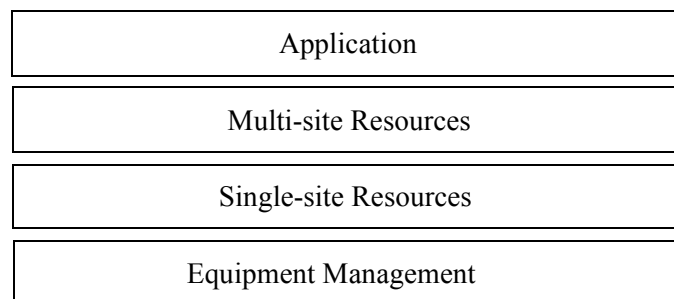 Application
Multi-site Resources
Single-site Resources
Equipment Management